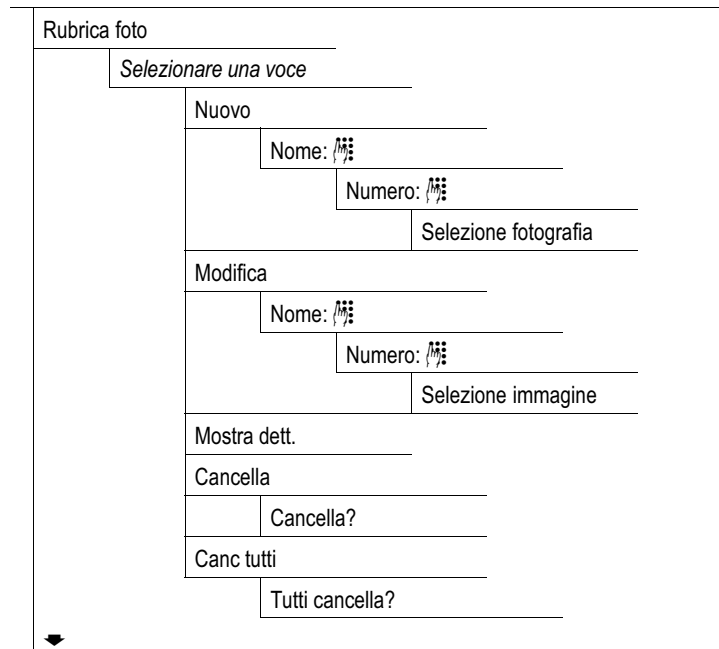 Rubrica foto
Selezionare una voce
Nuovo
Nome:
Numero:
Selezione fotografia
Modifica
Nome:
Numero:
Selezione immagine
Mostra dett.
Cancella
Cancella?
Canc tutti
Tutti cancella?